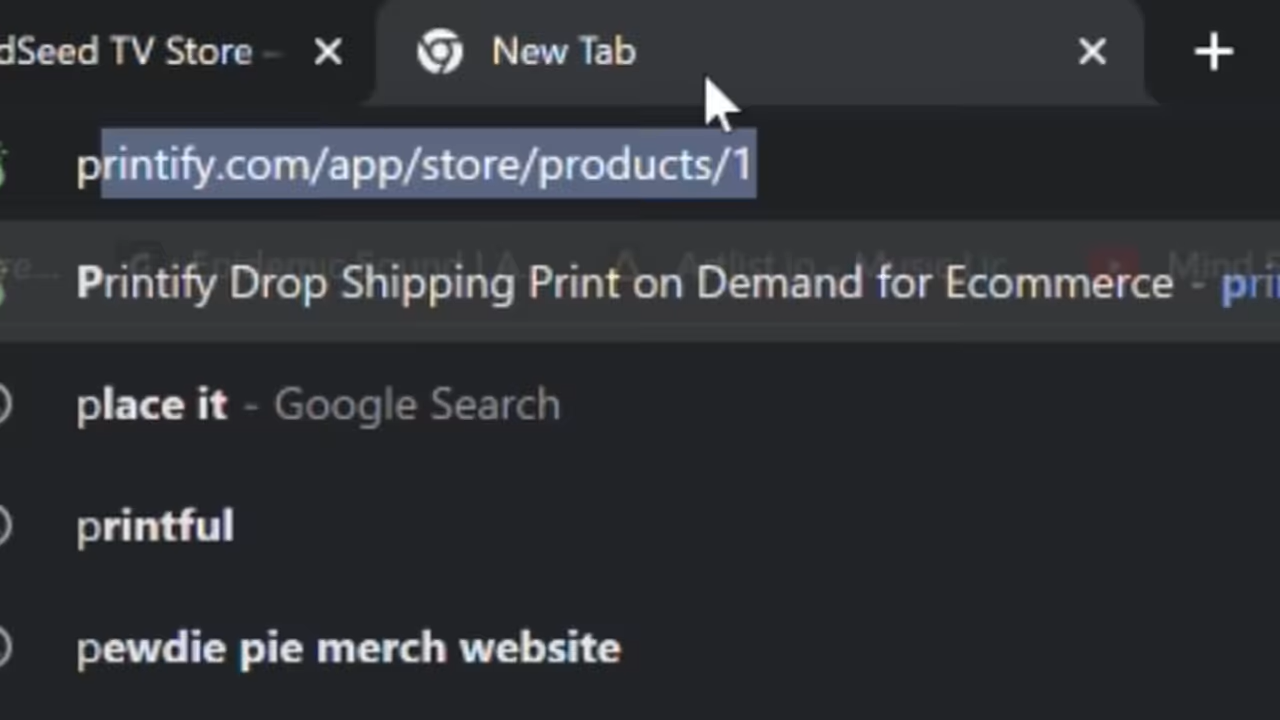 dSeed TV Store –
New Tab
printify.com/app/store/products/1
Printify Drop Shipping Print on Demand for Ecommerce - pri
place it - Google Search
printful
pewdie pie merch website